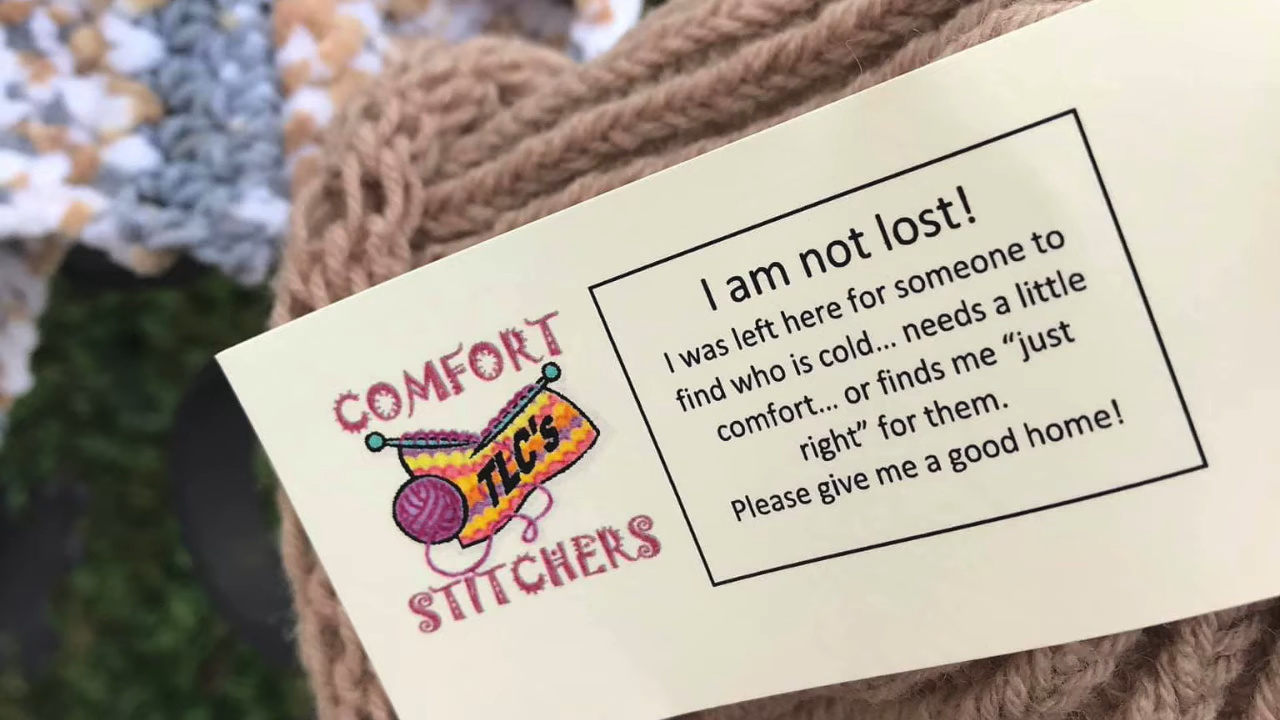 COMFORT
TLC's
STITCHERS
I am not lost!
I was left here for someone to
find who is cold... needs a little
comfort... or finds me “just
right” for them.
Please give me a good home!